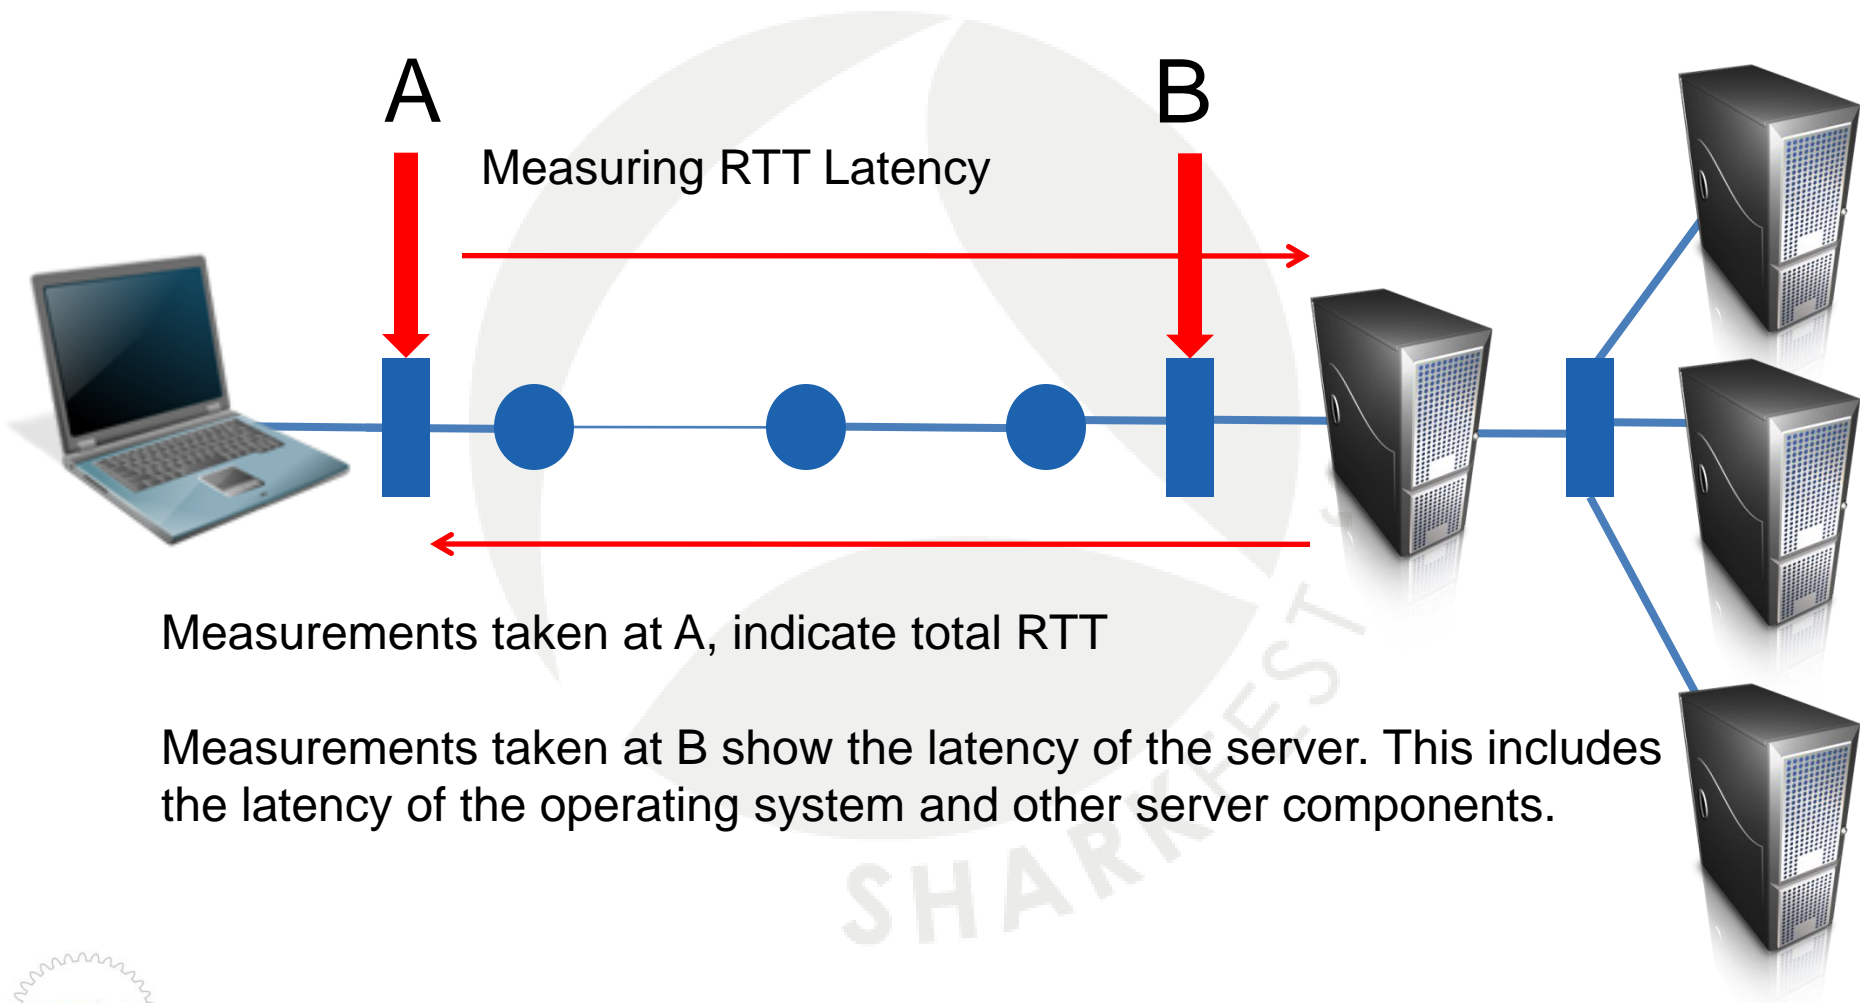 A
B
Measuring RTT Latency
Measurements taken at A, indicate total RTT
Measurements taken at B show the latency of the server. This includes
the latency of the operating system and other server components.
SHARKFEST